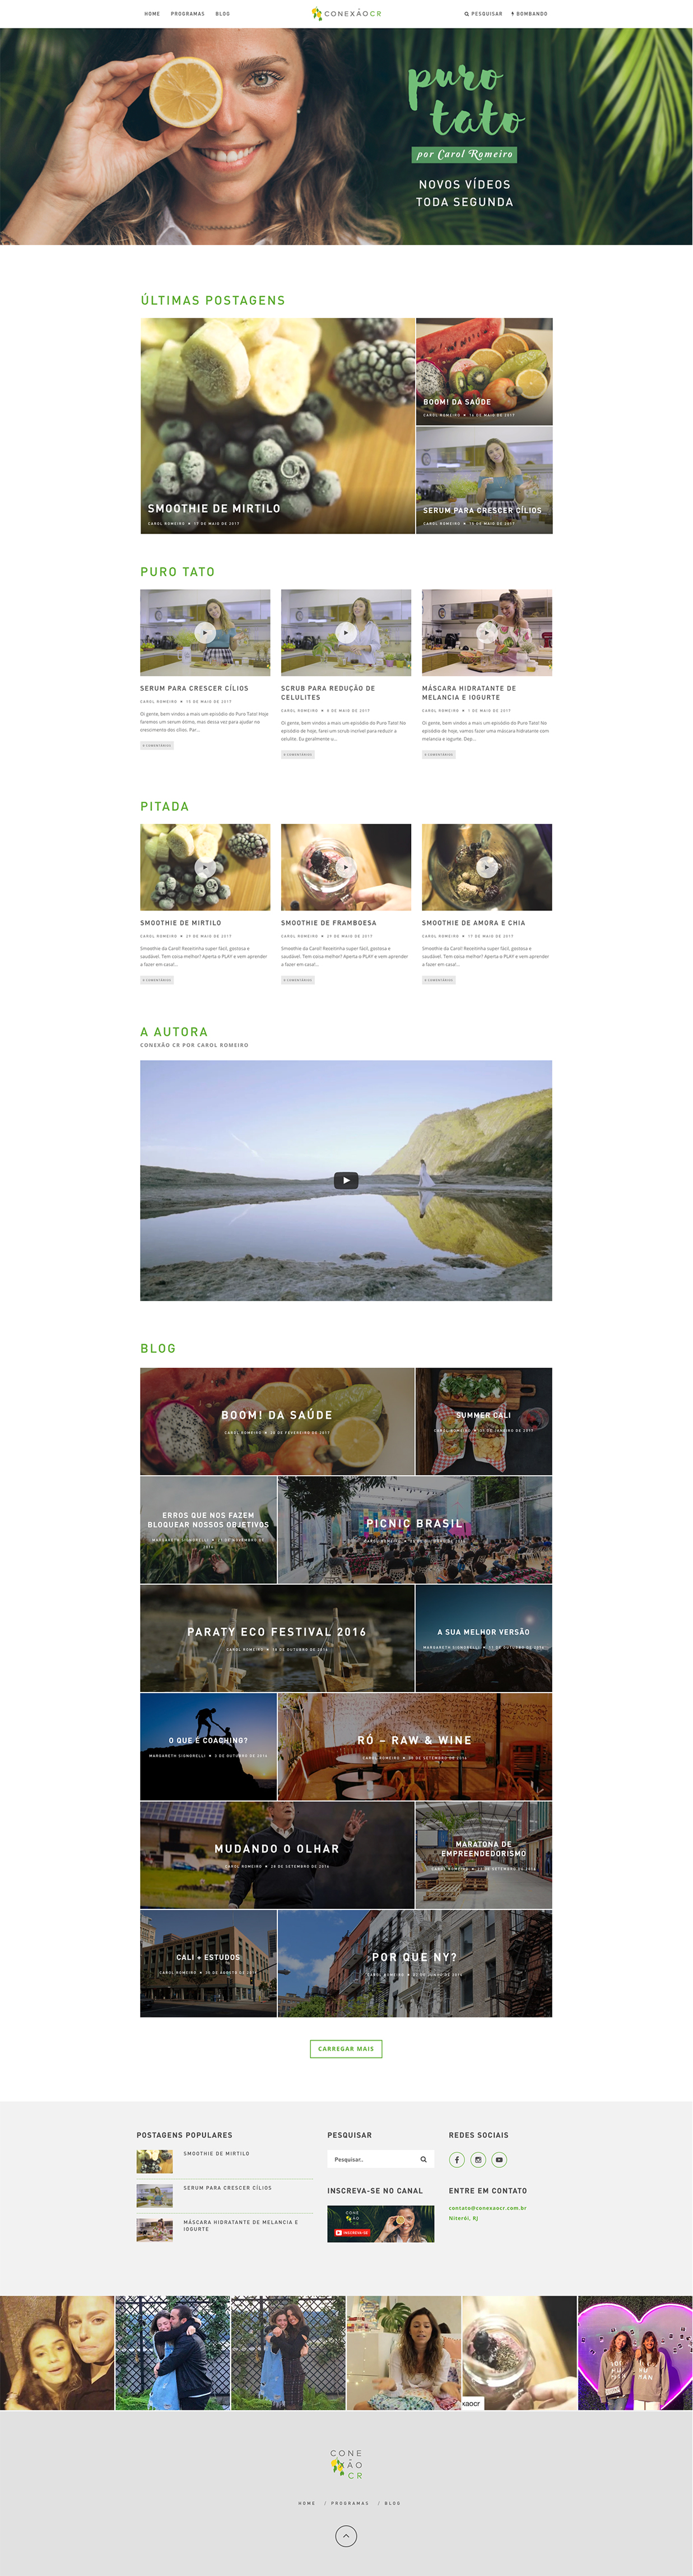 HOME PROGRAMAS BLOG
CONEXÃOCR
PESQUISAR BOMBANDO
puro
tato
por Carol Romeiro
NOVOS VÍDEOS
TODA SEGUNDA
ÚLTIMAS POSTAGENS
SMOOTHIE DE MIRTILO
CAROL ROMEIRO 17 DE MAIO DE 2017
BOOM! DA SAÚDE
CAROL ROMEIRO 16 DE MAIO DE 2017
SERUM PARA CRESCER CÍLIOS
CAROL ROMEIRO DE MAIO DE 2017
PURO TATO
SERUM PARA CRESCER CÍLIOS
CAROL ROMEIRO 15 DE MAIO DE 2017
Oi gente, bem vindos a mais um episódio do Puro Tato! Hoje
faremos um serum ótimo, mas dessa vez para ajudar no
crescimento dos cílios. Par...
0 COMENTÁRIOS
SCRUB PARA REDUÇÃO DE
CELULITES
CAROL ROMEIRO DE MAIO DE 2017
Oi gente, bem vindos a mais um episódio do Puro Tato! No
episódio de hoje, farei um scrub incrível para reduzir a
celulite. Eu geralmente u...
0 COMENTÁRIOS
MÁSCARA HIDRATANTE DE
MELANCIA E IOGURTE
CAROL ROMEIRO 1 DE MAIO DE 2017
Oi gente, bem vindos a mais um episódio do Puro Tato! No
episódio de hoje, vamos fazer uma máscara hidratante com
melancia e iogurte. Dep...
0 COMENTÁRIOS
PITADA
SMOOTHIE DE MIRTILO
CAROL ROMEIRO DE MAIO DE 2017
Smoothie da Carol! Receitinha super fácil, gostosa e
saudável. Tem coisa melhor? Aperta o PLAY e vem aprender
a fazer em casa!...
0 COMENTÁRIOS
SMOOTHIE DE FRAMBOESA
CAROL ROMEIRO DE MAIO DE 2017
Smoothie da Carol! Receitinha super fácil, gostosa e
saudável. Tem coisa melhor? Aperta o PLAY e vem aprender
a fazer em casa!...
0 COMENTÁRIOS
SMOOTHIE DE AMORA E CHIA
CAROL ROMEIRO 17 DE MAIO DE 2017
Smoothie da Carol! Receitinha super fácil, gostosa e
saudável. Tem coisa melhor? Aperta o PLAY e vem aprender
a fazer em casa!...
0 COMENTÁRIOS
A AUTORA
CONEXÃO CR POR CAROL ROMEIRO
BLOG
BOOM! DA SAÚDE
CAROL ROMEIRO DE FEVEREIRO DE 2017
SUMMER CALI
CAROL ROMEIRO DE JANEIRO DE 2017
ERROS QUE NOS FAZEM
BLOQUEAR NOSSOS OBJETIVOS
MARGARETH SIGNORELLI DE NOVEMBRO DE
2016
PICNIC BRASIL
CAROL ROMEIRO
PARATY ECO FESTIVAL 2016
CAROL ROMEIRO DE OUTUBRO DE 2016
A SUA MELHOR VERSÃO
MARGARETH SIGNORELLI DE OUTUBRO DE 2016
O QUE É COACHING?
MARGARETH SIGNORELLI 3 DE OUTUBRO DE 2016
RÓ – RAW & WINE
CAROL ROMEIRO DE SETEMBRO DE 2016
MUDANDO O OLHAR
CAROL ROMEIRO 28 DE SETEMBRO DE 2016
MARATONA DE
EMPREENDEDORISMO
CAROL ROMEIRO DE SETEMBRO DE 2016
CALI + ESTUDOS
CAROL ROMEIRO DE AGOSTO DE
POR QUE NY?
CAROL ROMEIRO DE JUNHO DE 2016
CARREGAR MAIS
POSTAGENS POPULARES
SMOOTHIE DE MIRTILO
SERUM PARA CRESCER CÍLIOS
MÁSCARA HIDRATANTE DE MELANCIA E
IOGURTE
PESQUISAR
Pesquisar..
INSCREVA-SE NO CANAL
CONE
XÃO
CR
INSCREVA-SE
REDES SOCIAIS
ENTRE EM CONTATO
contato@conexaocr.com.br
Niterói, RJ
xaocr
CONE
XÃO
CR
HOME / PROGRAMAS / BLOG